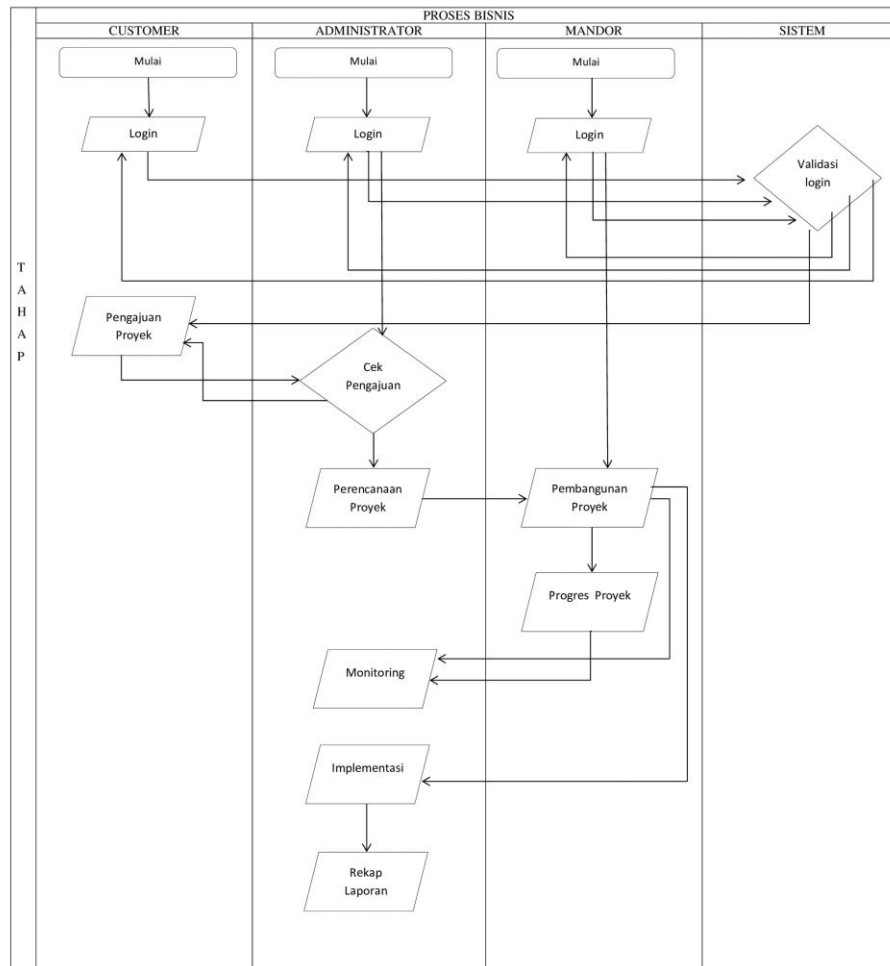 PROSES BISNIS
CUSTOMER
ADMINISTRATOR
MANDOR
SISTEM
T
A
H
A
P
Mulai
Mulai
Mulai
Login
Login
Login
Validasi
login
Pengajuan
Proyek
Cek
Pengajuan
Perencanaan
Proyek
Pembangunan
Proyek
Progres Proyek
Monitoring
Implementasi
Rekap
Laporan